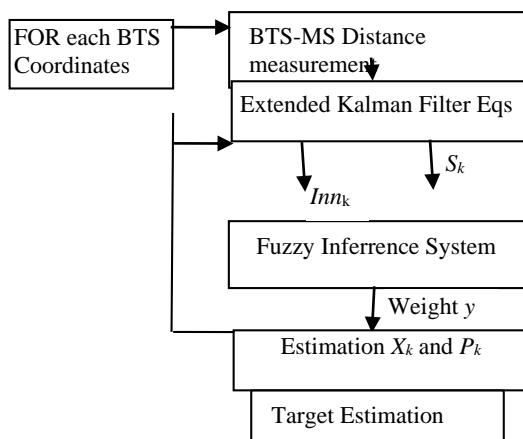 FOR each BTS
Coordinates
BTS-MS Distance
measurement
Extended Kalman Filter Eqs
Sk
Innk
Fuzzy Inferrence System
Weight y
Estimation Xk and Pk
Target Estimation